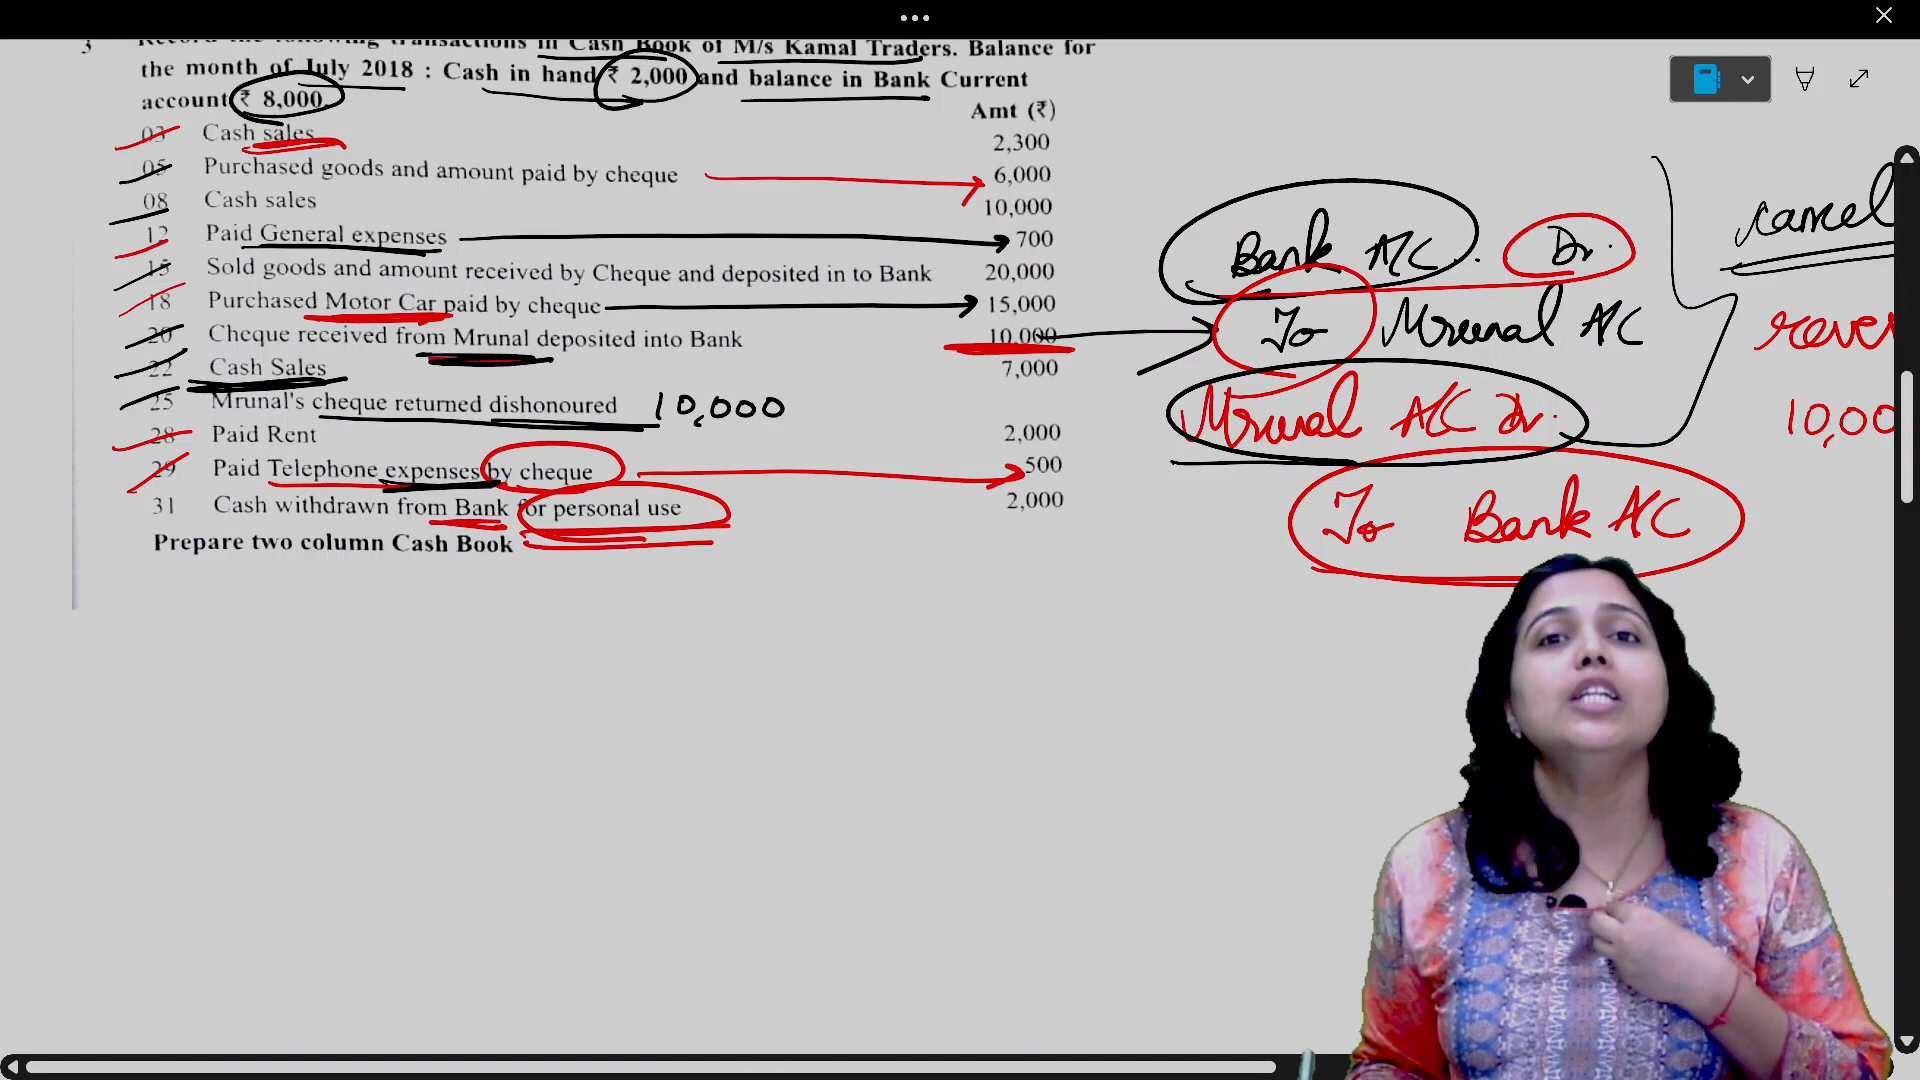 3 Record the following transactions in Cash Book of M/s Kamal Traders. Balance for
the month of July 2018 : Cash in hand ₹ 2,000 and balance in Bank Current
account ₹ 8,000
Amt (₹)
03 Cash sales 2,300
05 Purchased goods and amount paid by cheque 6,000
08 Cash sales 10,000
12 Paid General expenses 700
15 Sold goods and amount received by Cheque and deposited in to Bank 20,000
18 Purchased Motor Car paid by cheque 15,000
20 Cheque received from Mrunal deposited into Bank 10,000
22 Cash Sales 7,000
25 Mrunal's cheque returned dishonoured 10,000
28 Paid Rent 2,000
29 Paid Telephone expenses by cheque 500
31 Cash withdrawn from Bank for personal use 2,000
Prepare two column Cash Book
Bank A/C. Dr.
To Mrunal A/C
Mrunal A/C Dr.
To Bank A/C
cancel
rever
10,00